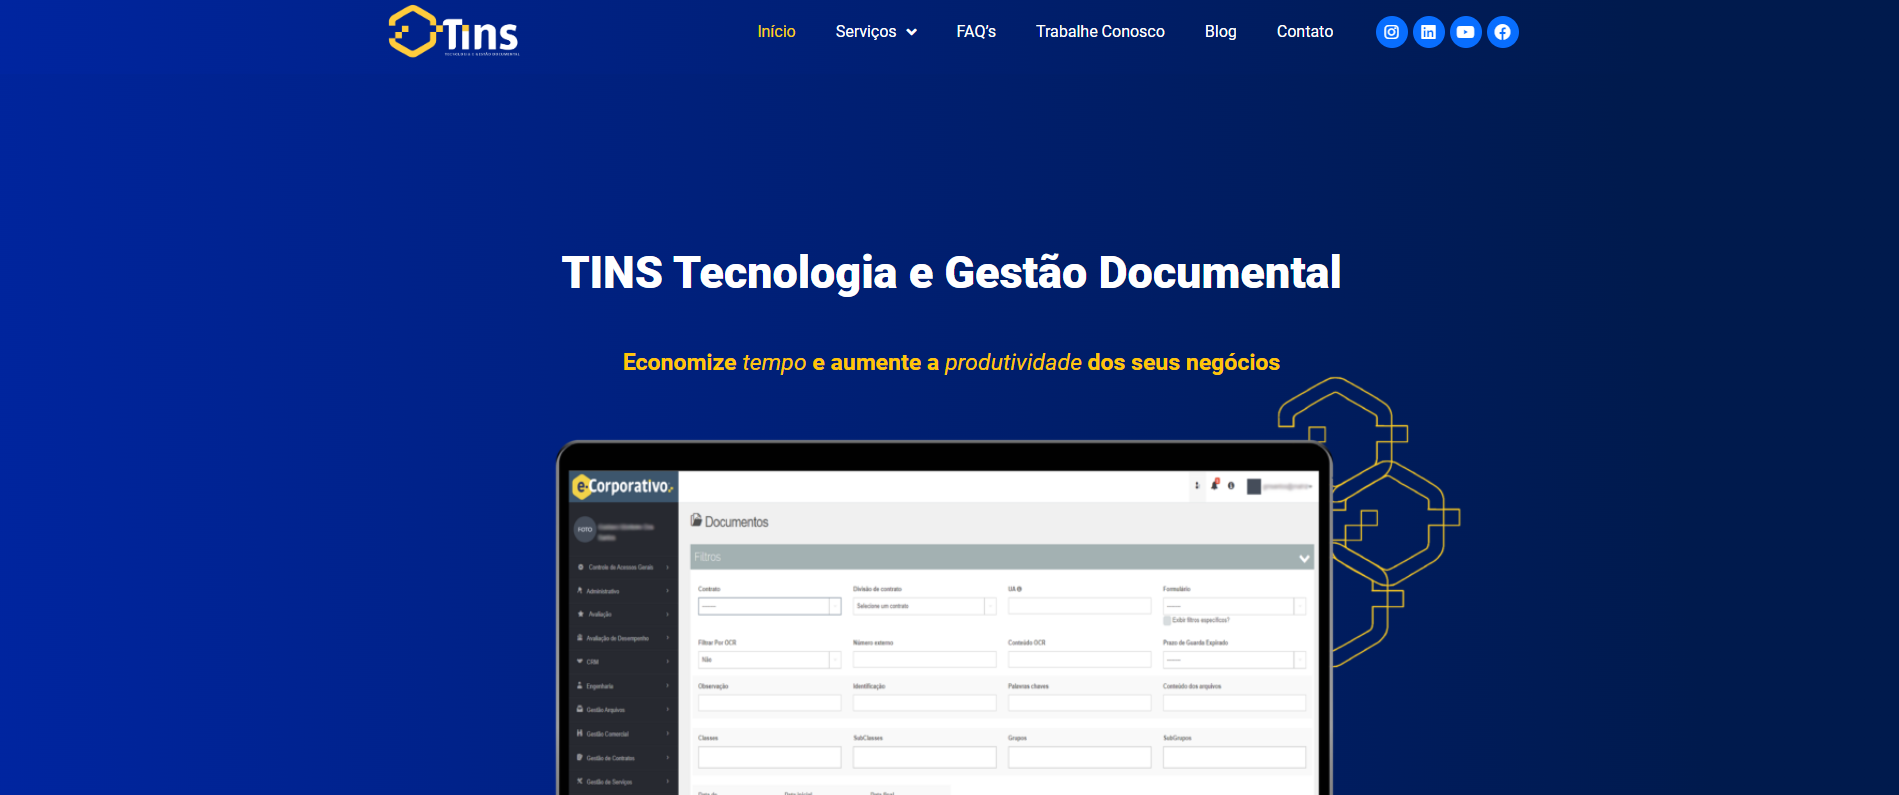 Tins
TECNOLOGIA E GESTÃO DOCUMENTAL
Início
Serviços
FAQ's
Trabalhe Conosco
Blog
Contato
TINS Tecnologia e Gestão Documental
Economize tempo e aumente a produtividade dos seus negócios
e-Corporativo
FOTO
Documentos
Filtros
Controle de Acessos Gerais
Administrativo
Avaliação
Avaliação de Desempenho
CRM
Engenharia
Gestão Arquivos
Gestão Comercial
Gestão de Contratos
Gestão de Serviços
Contrato
Divisão de contrato
UA
Formulário
Selecione um contrato
Exibir filtros específicos?
Filtrar Por OCR
Número externo
Conteúdo OCR
Prazo de Guarda Expirado
Não
Observação
Identificação
Palavras chaves
Conteúdo dos arquivos
Classes
SubClasses
Grupos
SubGrupos